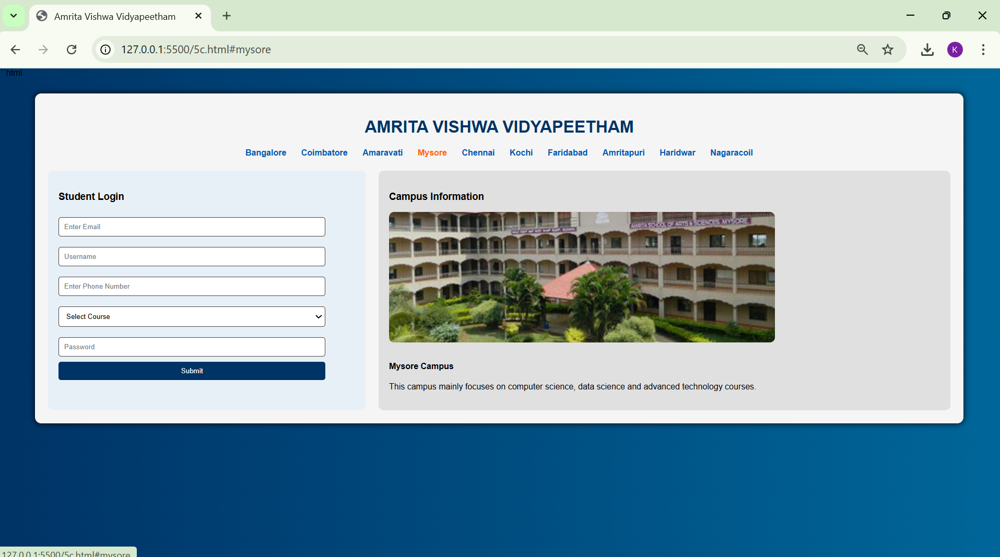 Amrita Vishwa Vidyapeetham
127.0.0.1:5500/5c.html#mysore
K
``html
AMRITA VISHWA VIDYAPEETHAM
Bangalore Coimbatore Amaravati Mysore Chennai Kochi Faridabad Amritapuri Haridwar Nagaracoil
Student Login
Enter Email
Username
Enter Phone Number
Select Course
Password
Submit
Campus Information
AMRITA SCHOOL OF ARTS & SCIENCES, MYSORE.
Mysore Campus
This campus mainly focuses on computer science, data science and advanced technology courses.
127.0.0.1:5500/5c.html#mysore